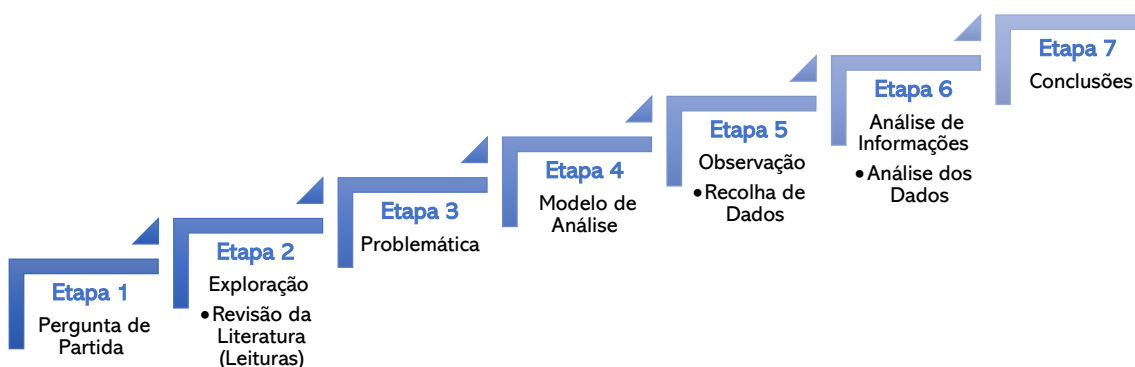 Etapa 1
Pergunta de
Partida
Etapa 2
Exploração
•Revisão da
Literatura
(Leituras)
Etapa 3
Problemática
Etapa 4
Modelo de
Análise
Etapa 5
Observação
•Recolha de
Dados
Etapa 6
Análise de
Informações
•Análise dos
Dados
Etapa 7
Conclusões